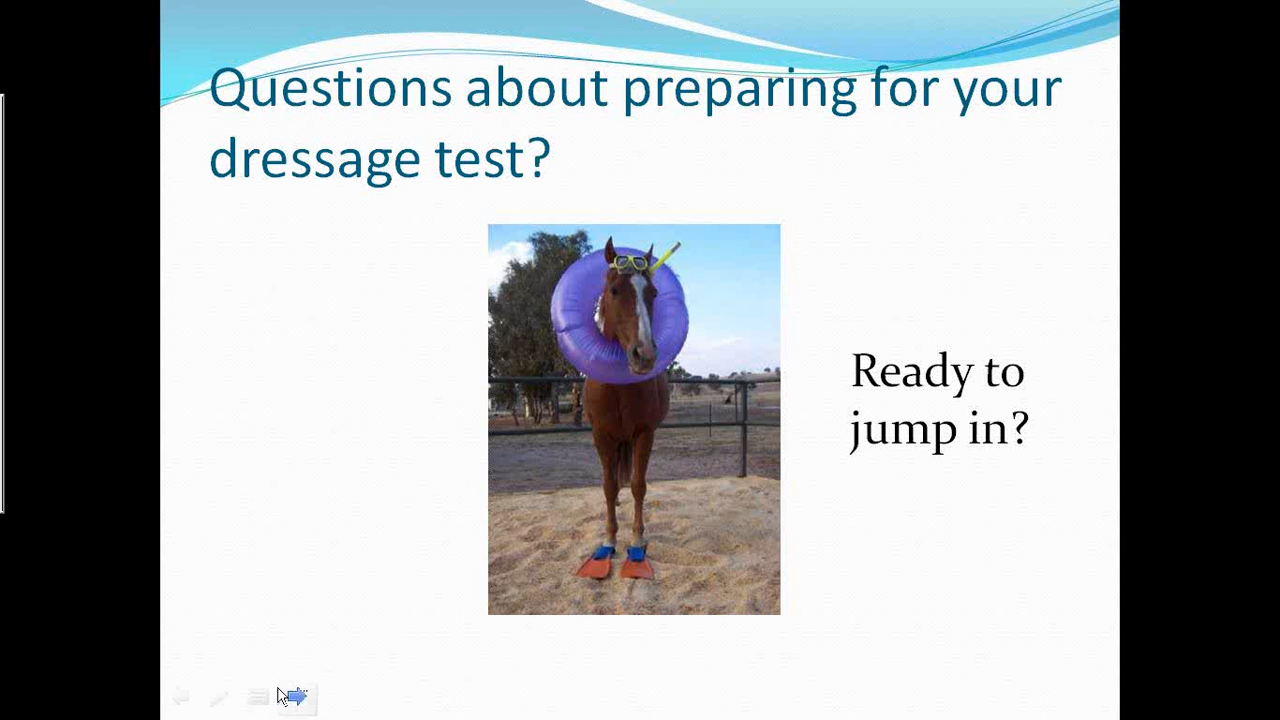 Questions about preparing for your
dressage test?
Ready to
jump in?